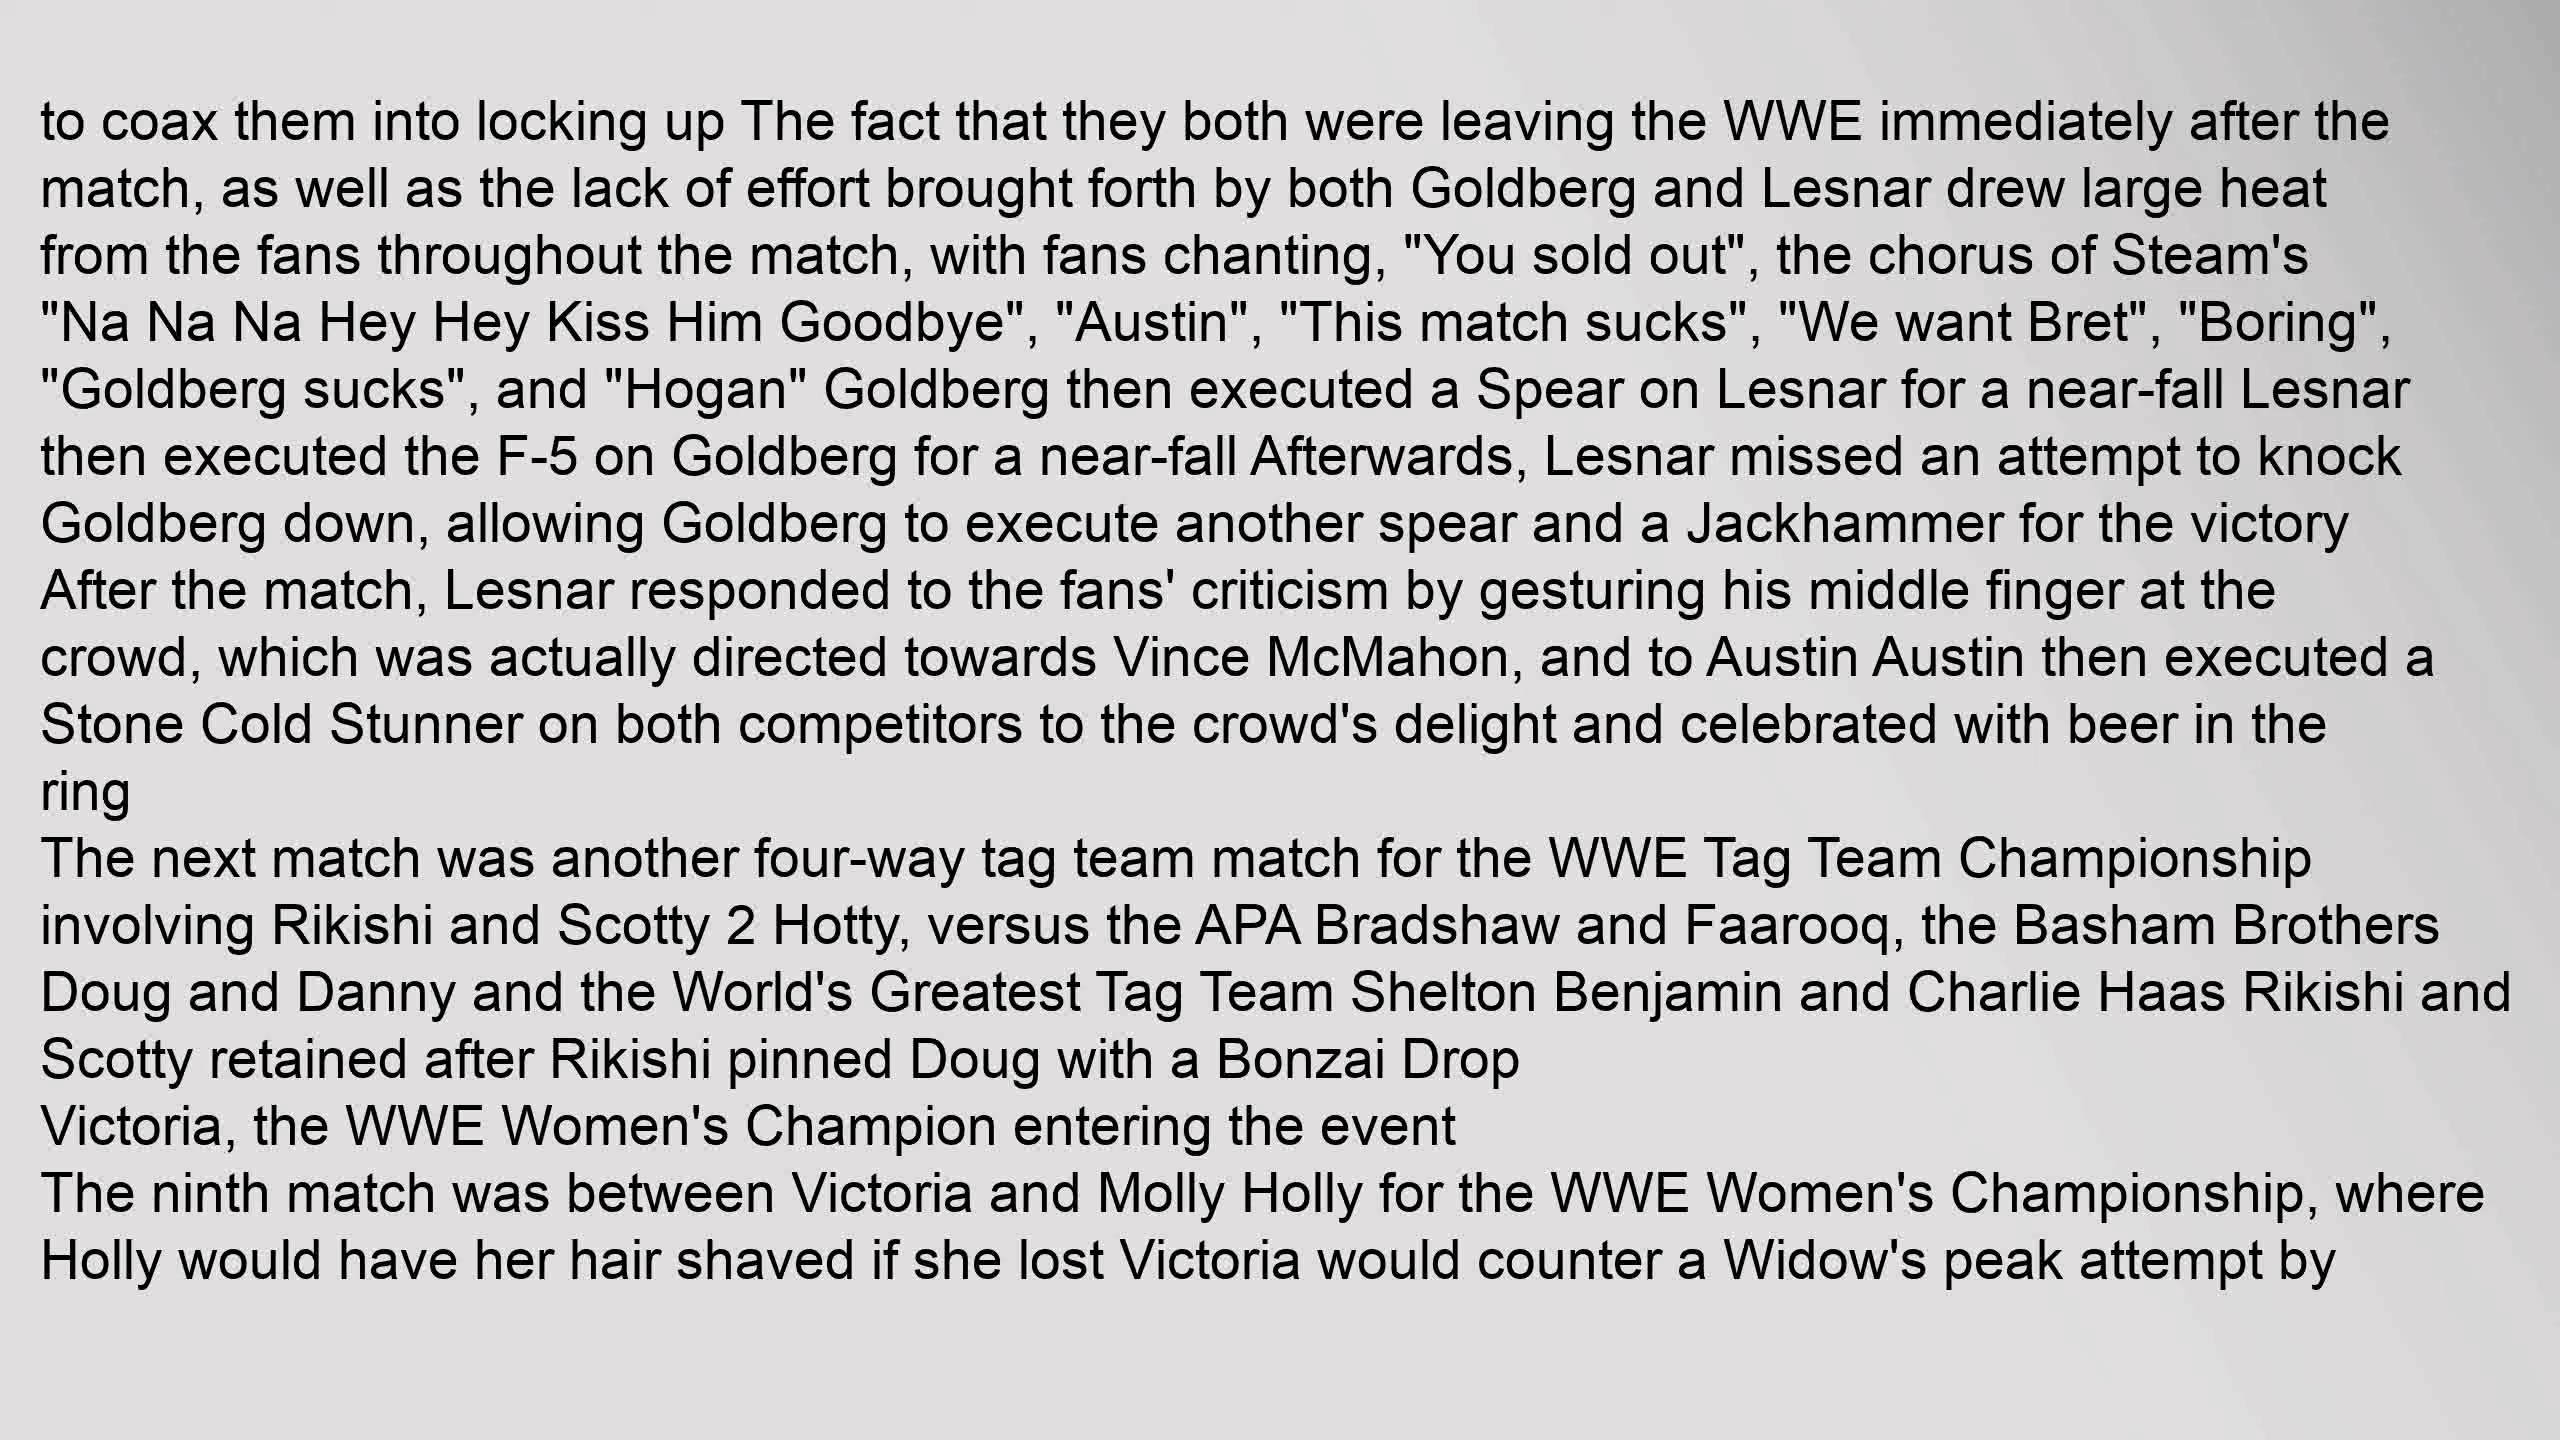 to coax them into locking up The fact that they both were leaving the WWE immediately after the
match, as well as the lack of effort brought forth by both Goldberg and Lesnar drew large heat
from the fans throughout the match, with fans chanting, "You sold out", the chorus of Steam's
"Na Na Na Hey Hey Kiss Him Goodbye", "Austin", "This match sucks", "We want Bret", "Boring",
"Goldberg sucks", and "Hogan" Goldberg then executed a Spear on Lesnar for a near-fall Lesnar
then executed the F-5 on Goldberg for a near-fall Afterwards, Lesnar missed an attempt to knock
Goldberg down, allowing Goldberg to execute another spear and a Jackhammer for the victory
After the match, Lesnar responded to the fans' criticism by gesturing his middle finger at the
crowd, which was actually directed towards Vince McMahon, and to Austin Austin then executed a
Stone Cold Stunner on both competitors to the crowd's delight and celebrated with beer in the
ring
The next match was another four-way tag team match for the WWE Tag Team Championship
involving Rikishi and Scotty 2 Hotty, versus the APA Bradshaw and Faarooq, the Basham Brothers
Doug and Danny and the World's Greatest Tag Team Shelton Benjamin and Charlie Haas Rikishi and
Scotty retained after Rikishi pinned Doug with a Bonzai Drop
Victoria, the WWE Women's Champion entering the event
The ninth match was between Victoria and Molly Holly for the WWE Women's Championship, where
Holly would have her hair shaved if she lost Victoria would counter a Widow's peak attempt by